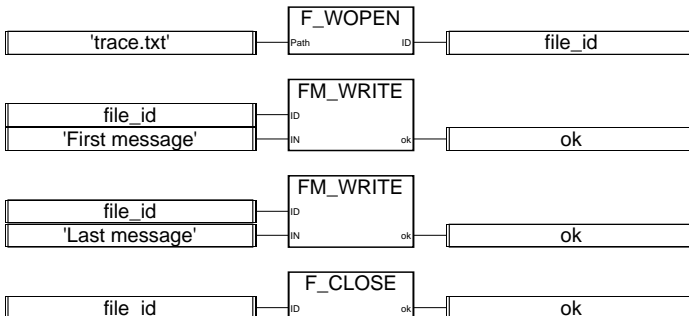 F_WOPEN
'trace.txt' Path ID file_id
FM_WRITE
file_id ID
'First message' IN ok ok
FM_WRITE
file_id ID
'Last message' IN ok ok
F_CLOSE
file_id ID ok ok